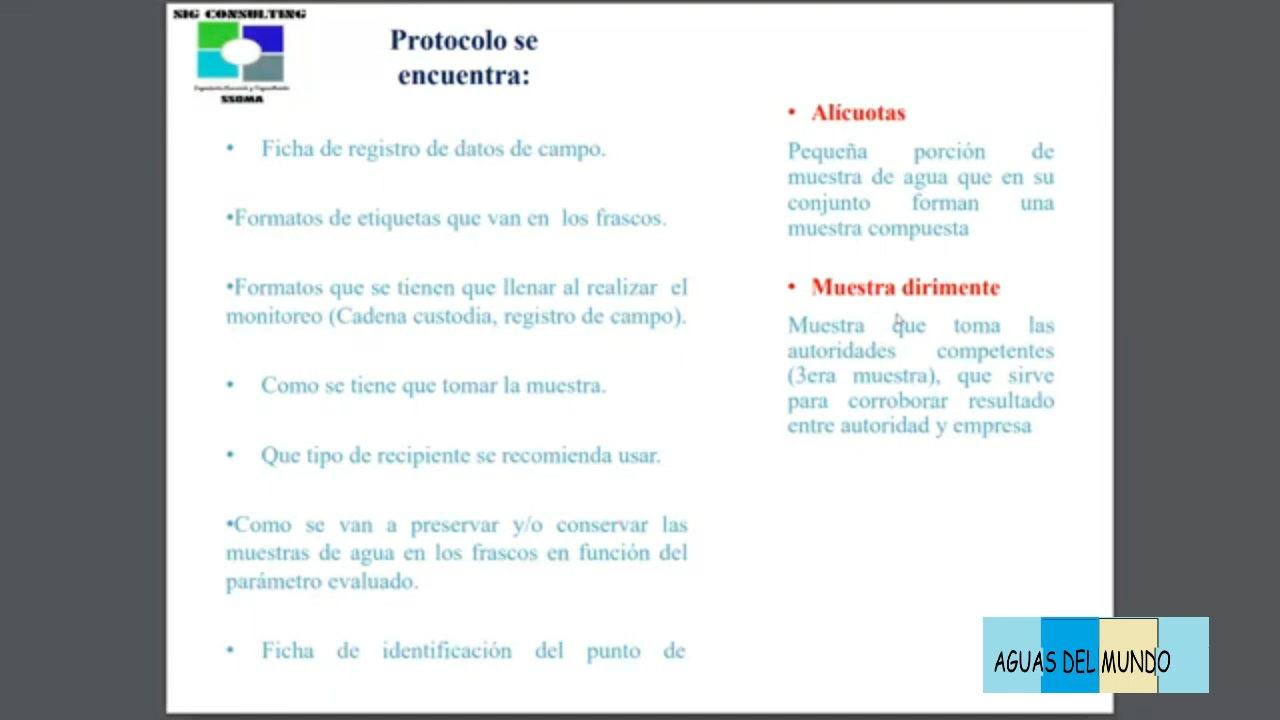 SIG CONSULTING
SSOMA
Protocolo se
encuentra:
• Ficha de registro de datos de campo.
•Formatos de etiquetas que van en los frascos.
•Formatos que se tienen que llenar al realizar el
monitoreo (Cadena custodia, registro de campo).
• Como se tiene que tomar la muestra.
• Que tipo de recipiente se recomienda usar.
•Como se van a preservar y/o conservar las
muestras de agua en los frascos en función del
parámetro evaluado.
• Ficha de identificación del punto de
• Alícuotas
Pequeña porción de
muestra de agua que en su
conjunto forman una
muestra compuesta
• Muestra dirimente
Muestra que toma las
autoridades competentes
(3era muestra), que sirve
para corroborar resultado
entre autoridad y empresa
AGUAS DEL MUNDO